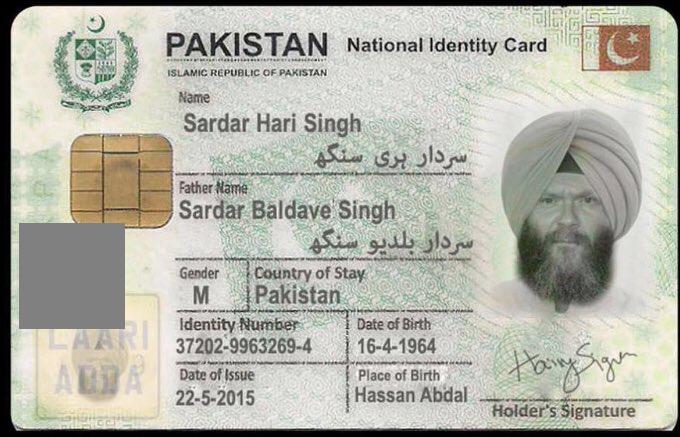 PAKISTAN National Identity Card
ISLAMIC REPUBLIC OF PAKISTAN
Name
Sardar Hari Singh
سردار ہری سنگھ
Father Name
Sardar Baldave Singh
سردار بلدیو سنگھ
Gender
M
Country of Stay
Pakistan
Identity Number
37202-9963269-4
Date of Birth
16-4-1964
Date of Issue
22-5-2015
Place of Birth
Hassan Abdal
LAARI
ADDA
Holder's Signature